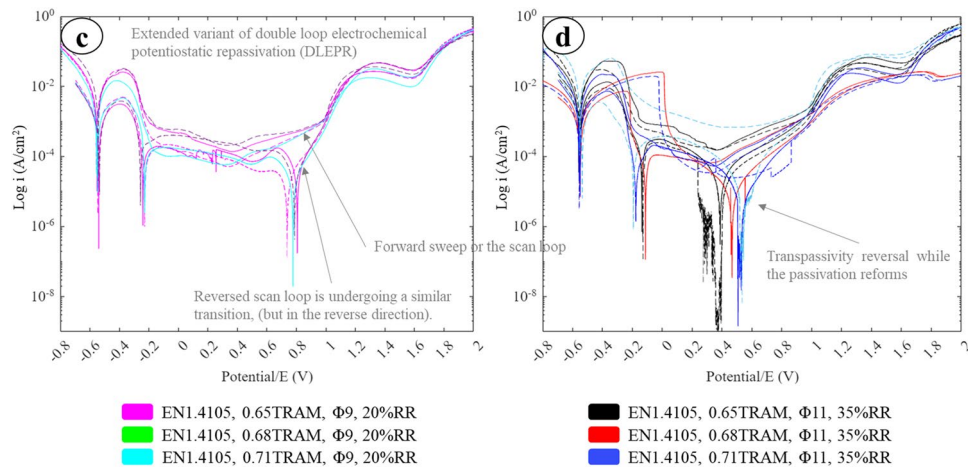 c
Extended variant of double loop electrochemical
potentiostatic repassivation (DLEPR)
10^0
10^-2
10^-4
10^-6
10^-8
Log i (A/cm^2)
Forward sweep or the scan loop
Reversed scan loop is undergoing a similar
transition, (but in the reverse direction).
-0.8 -0.6 -0.4 -0.2 0 0.2 0.4 0.6 0.8 1 1.2 1.4 1.6 1.8 2
Potential/E (V)
d
10^0
10^-2
10^-4
10^-6
10^-8
Log i (A/cm^2)
Transpassivity reversal while
the passivation reforms
-0.8 -0.6 -0.4 -0.2 0 0.2 0.4 0.6 0.8 1 1.2 1.4 1.6 1.8 2
Potential/E (V)
EN1.4105, 0.65TRAM, Φ9, 20%RR
EN1.4105, 0.68TRAM, Φ9, 20%RR
EN1.4105, 0.71TRAM, Φ9, 20%RR
EN1.4105, 0.65TRAM, Φ11, 35%RR
EN1.4105, 0.68TRAM, Φ11, 35%RR
EN1.4105, 0.71TRAM, Φ11, 35%RR